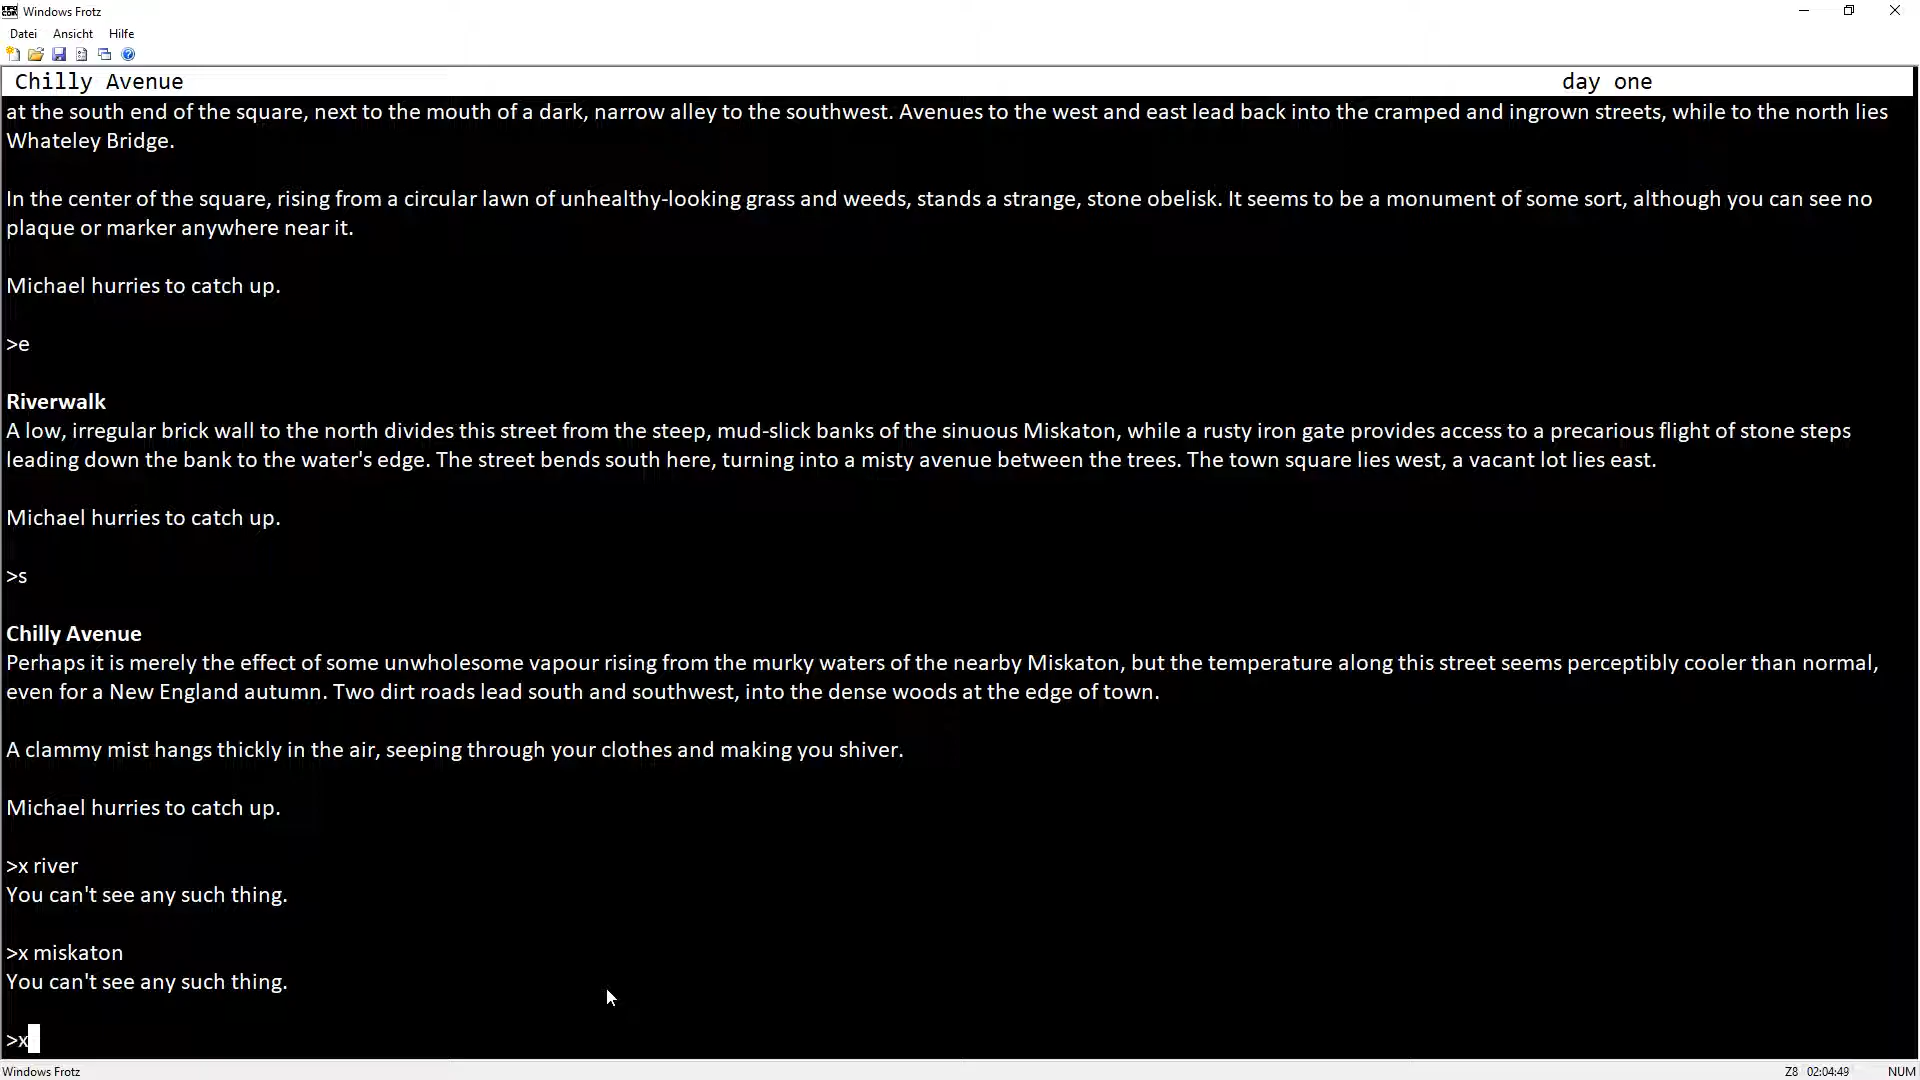 Windows Frotz
Datei Ansicht Hilfe
Chilly Avenue day one
at the south end of the square, next to the mouth of a dark, narrow alley to the southwest. Avenues to the west and east lead back into the cramped and ingrown streets, while to the north lies
Whateley Bridge.
In the center of the square, rising from a circular lawn of unhealthy-looking grass and weeds, stands a strange, stone obelisk. It seems to be a monument of some sort, although you can see no
plaque or marker anywhere near it.
Michael hurries to catch up.
>e
Riverwalk
A low, irregular brick wall to the north divides this street from the steep, mud-slick banks of the sinuous Miskaton, while a rusty iron gate provides access to a precarious flight of stone steps
leading down the bank to the water's edge. The street bends south here, turning into a misty avenue between the trees. The town square lies west, a vacant lot lies east.
Michael hurries to catch up.
>s
Chilly Avenue
Perhaps it is merely the effect of some unwholesome vapour rising from the murky waters of the nearby Miskaton, but the temperature along this street seems perceptibly cooler than normal,
even for a New England autumn. Two dirt roads lead south and southwest, into the dense woods at the edge of town.
A clammy mist hangs thickly in the air, seeping through your clothes and making you shiver.
Michael hurries to catch up.
>x river
You can't see any such thing.
>x miskaton
You can't see any such thing.
>x
Windows Frotz Z8 02:04:49 NUM